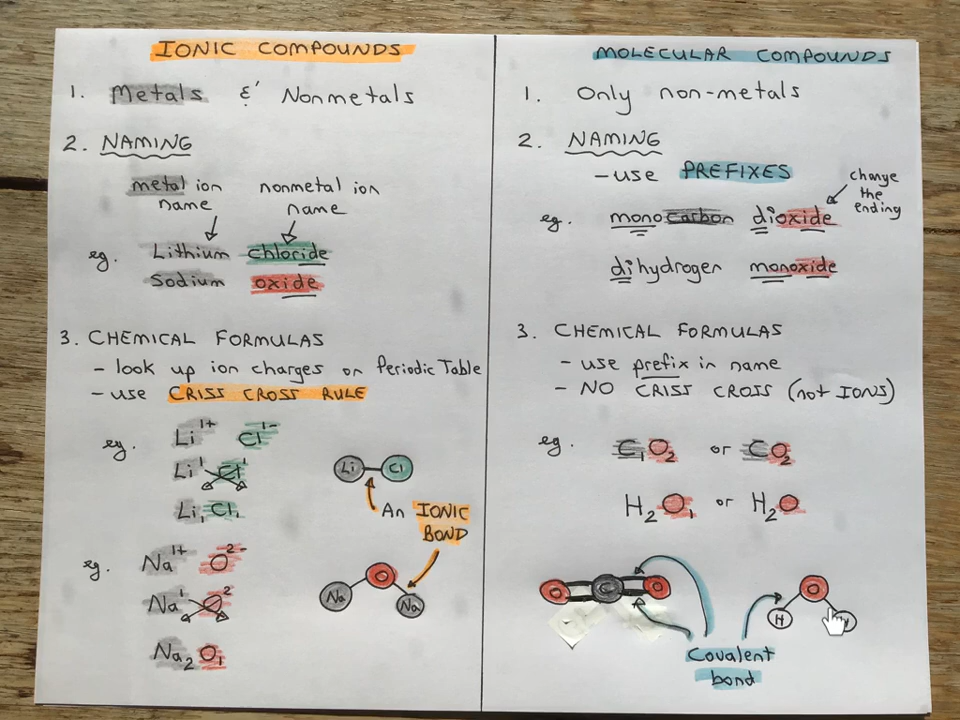 IONIC COMPOUNDS
1. Metals &' Nonmetals
2. NAMING
metal ion name
nonmetal ion name
eg. Lithium chloride
Sodium oxide
3. CHEMICAL FORMULAS
- look up ion charges on Periodic Table
- use CRISS CROSS RULE
eg. Li¹⁺ Cl¹⁻
Li¹ Cl¹
Li₁ Cl₁
Li Cl
An IONIC
BOND
eg. Na¹⁺ O²⁻
Na¹ O²
Na₂ O₁
O
Na Na
MOLECULAR COMPOUNDS
1. Only non-metals
2. NAMING
- use PREFIXES
change
the
ending
eg. monocarbon dioxide
dihydrogen monoxide
3. CHEMICAL FORMULAS
- use prefix in name
- NO CRISS CROSS (not IONS)
eg. C₁O₂ or CO₂
H₂O₁ or H₂O
O C O
O
H
Covalent
bond